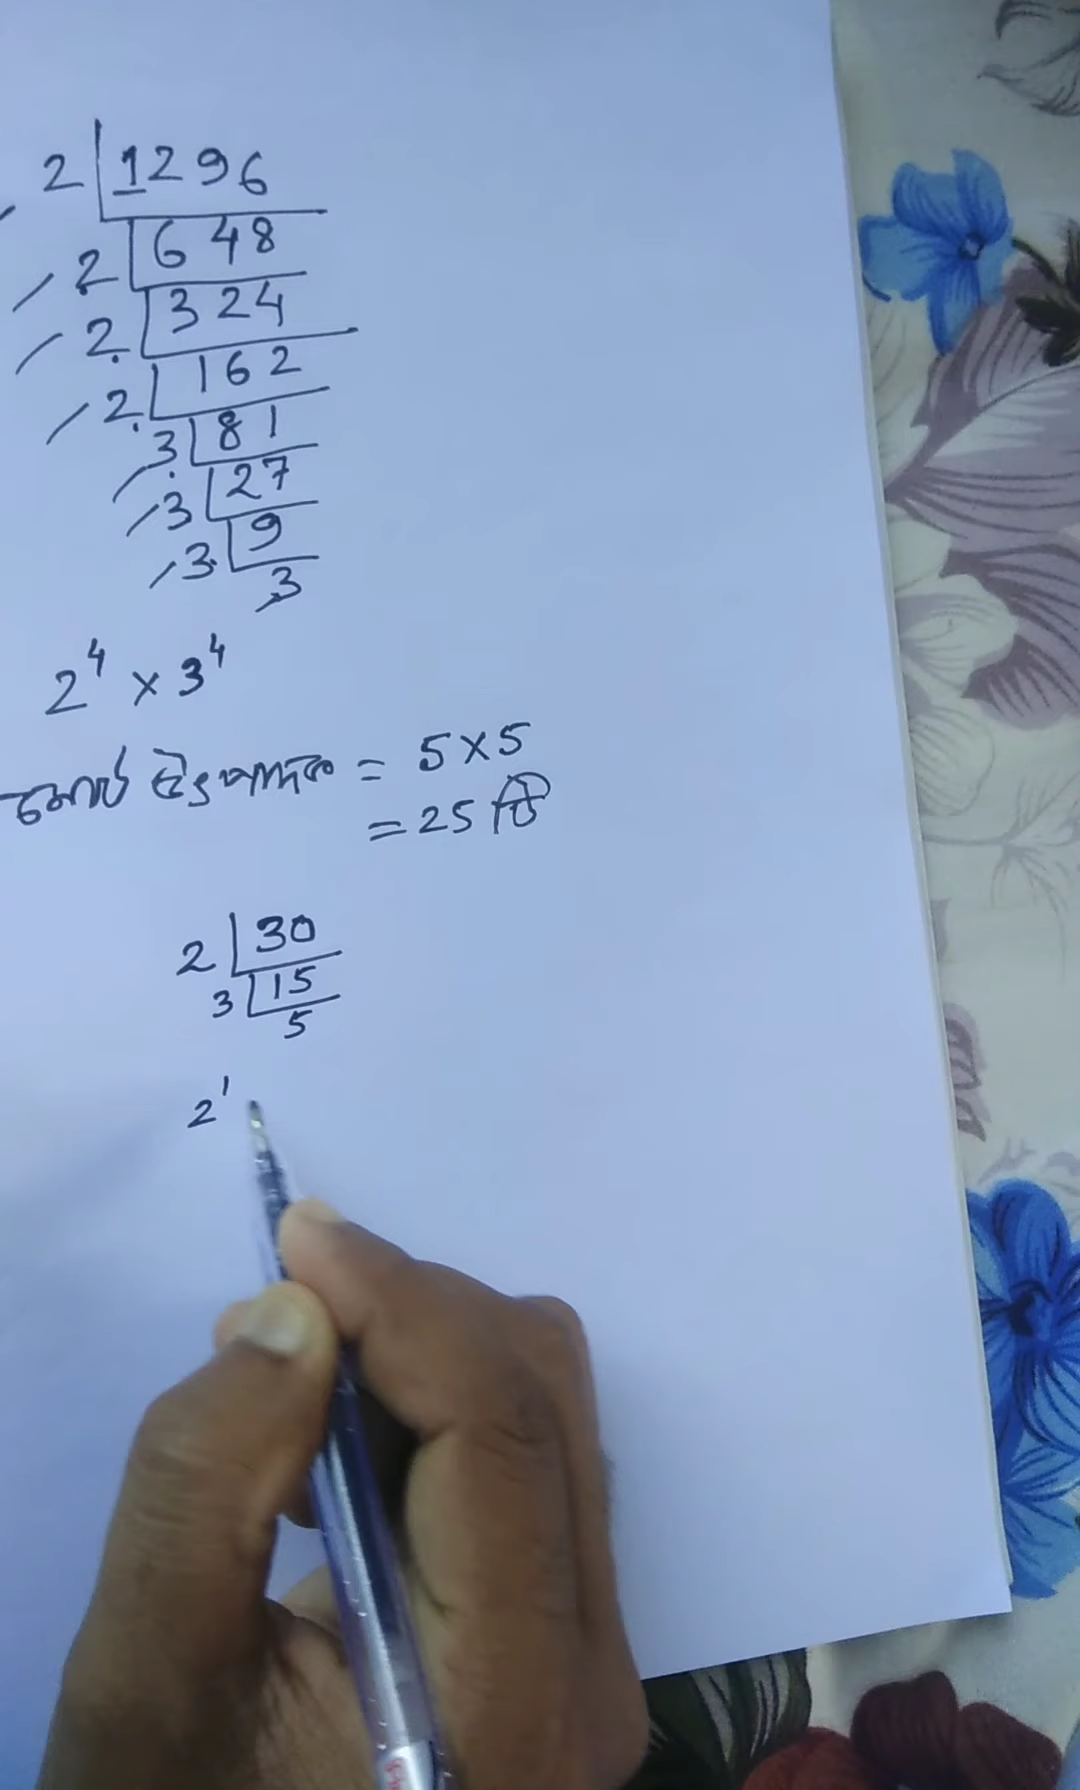 2 | 1296
2 | 648
2 | 324
2 | 162
3 | 81
3 | 27
3 | 9
3
2⁴ × 3⁴
মোট উৎপাদক = 5×5
= 25 টি
2 | 30
3 | 15
5
2¹